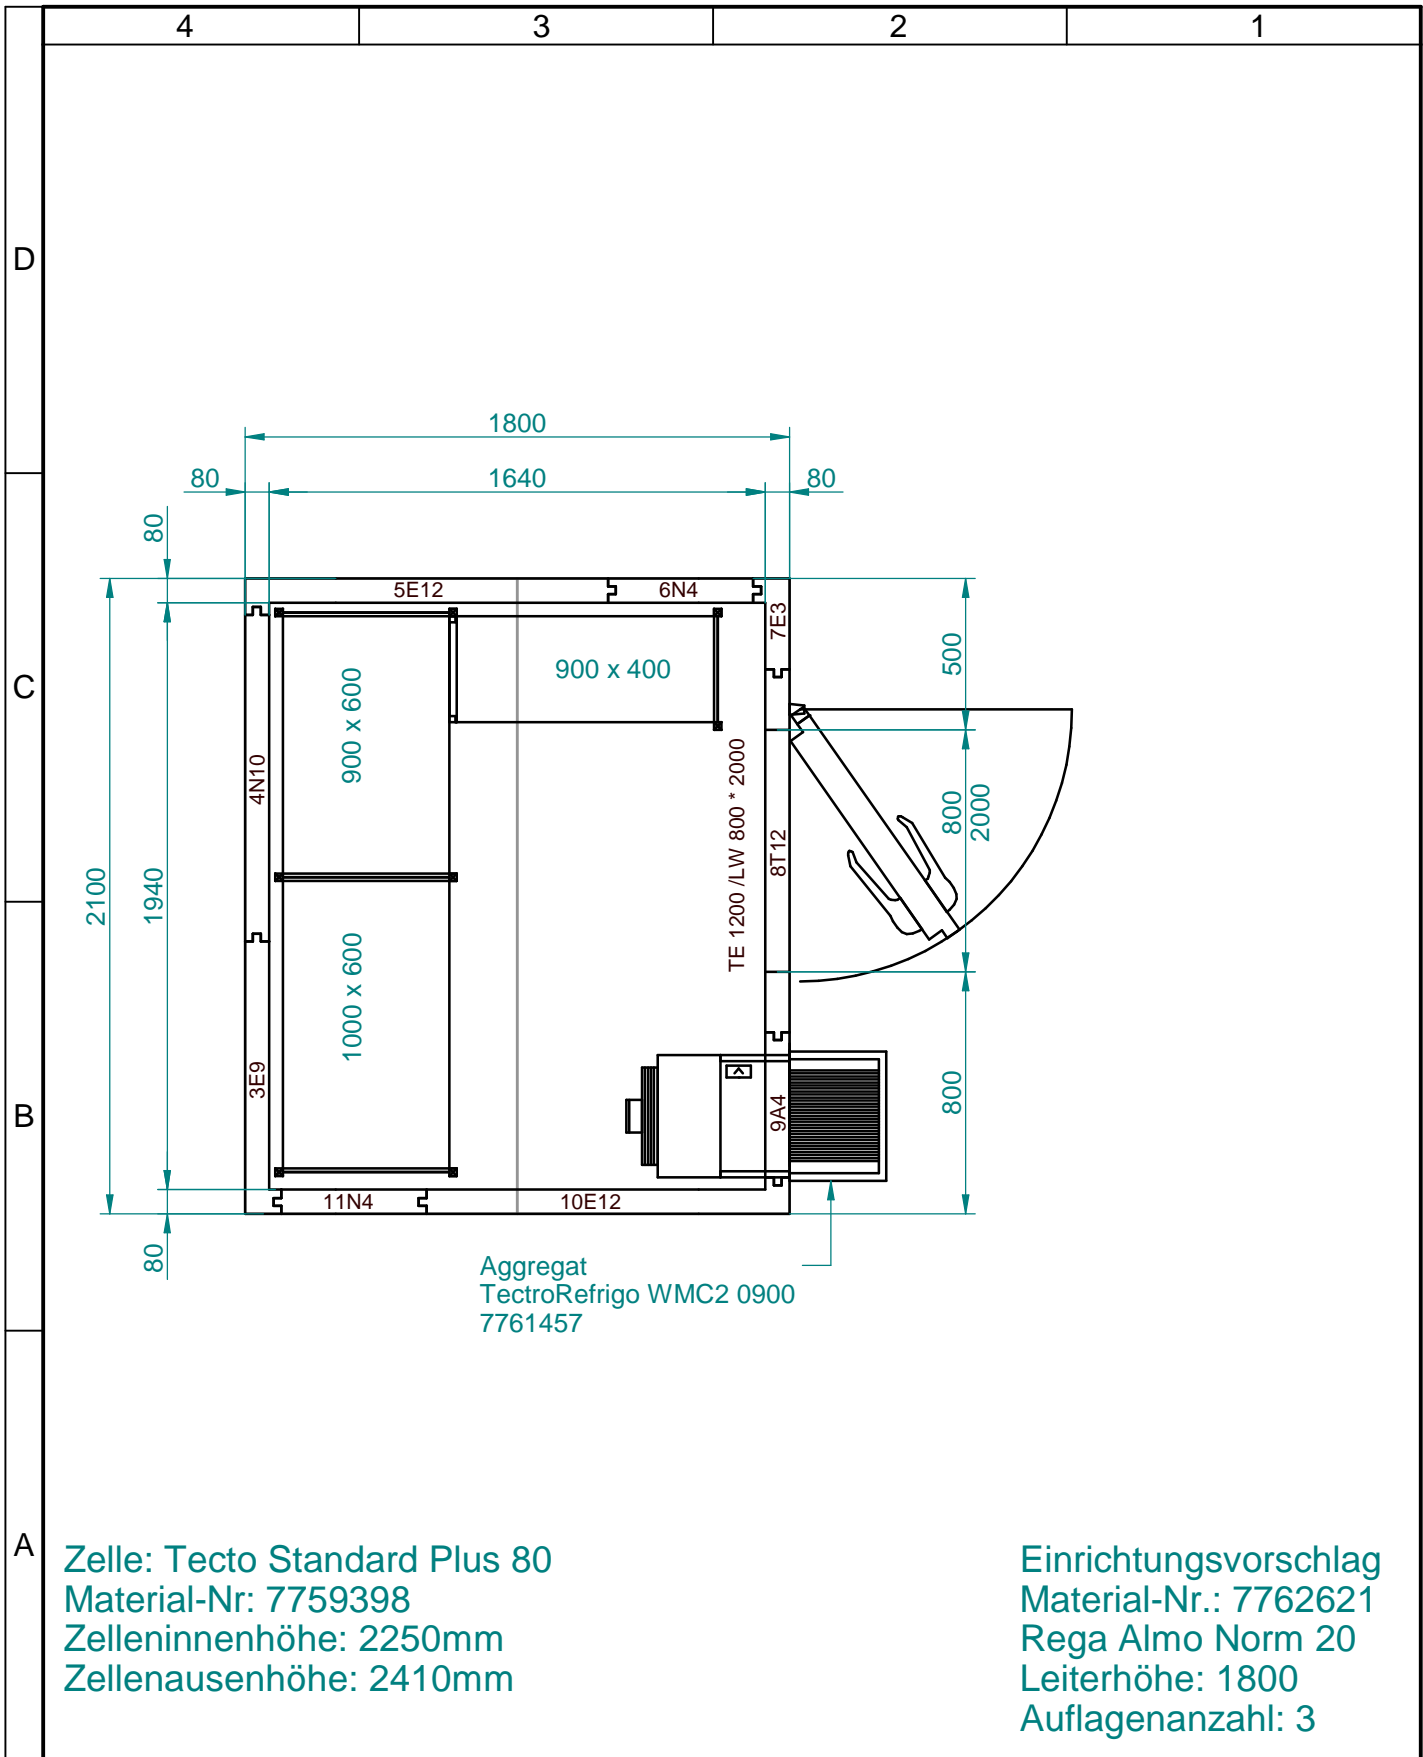 4 3 2 1
D
C
B
A
1800
80 1640 80
80
5E12 6N4
7E3
500
900 x 600
900 x 400
4N10
TE 1200 /LW 800 * 2000
8T12
800
2000
2100
1940
1000 x 600
3E9
9A4
800
11N4 10E12
80
Aggregat
TectroRefrigo WMC2 0900
7761457
Zelle: Tecto Standard Plus 80
Material-Nr: 7759398
Zelleninnenhöhe: 2250mm
Zellenausenhöhe: 2410mm
Einrichtungsvorschlag
Material-Nr.: 7762621
Rega Almo Norm 20
Leiterhöhe: 1800
Auflagenanzahl: 3